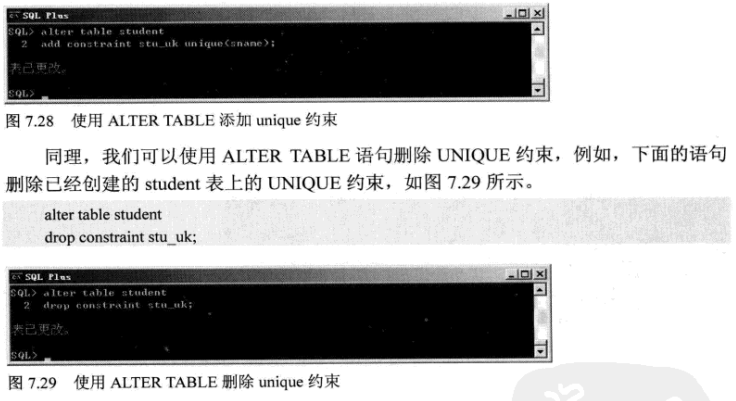 SQL Plus
SQL> alter table student
2 add constraint stu_uk unique(sname);
表已更改。
SQL>
图 7.28 使用 ALTER TABLE 添加 unique 约束
同理，我们可以使用 ALTER TABLE 语句删除 UNIQUE 约束，例如，下面的语句
删除已经创建的 student 表上的 UNIQUE 约束，如图 7.29 所示。
alter table student
drop constraint stu_uk;
SQL Plus
SQL> alter table student
2 drop constraint stu_uk;
表已更改。
SQL>
图 7.29 使用 ALTER TABLE 删除 unique 约束